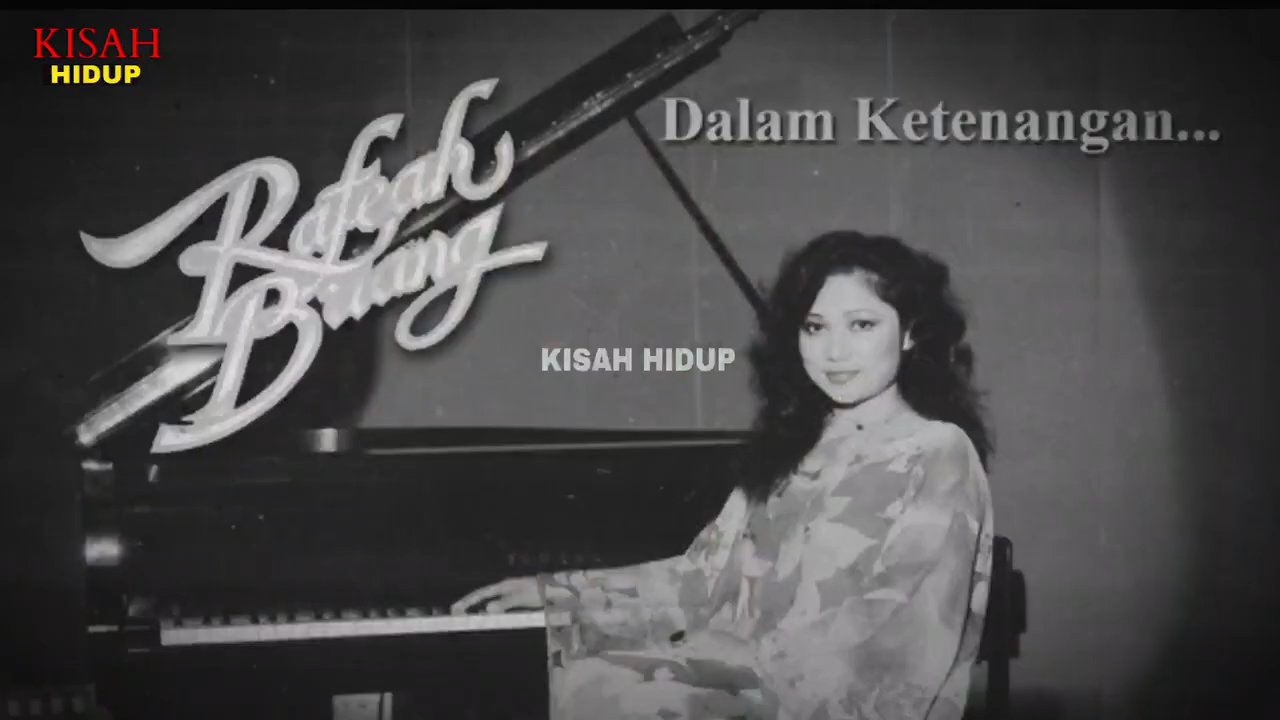 KISAH
HIDUP
Dalam Ketenangan...
Rafeah
Buang
KISAH HIDUP